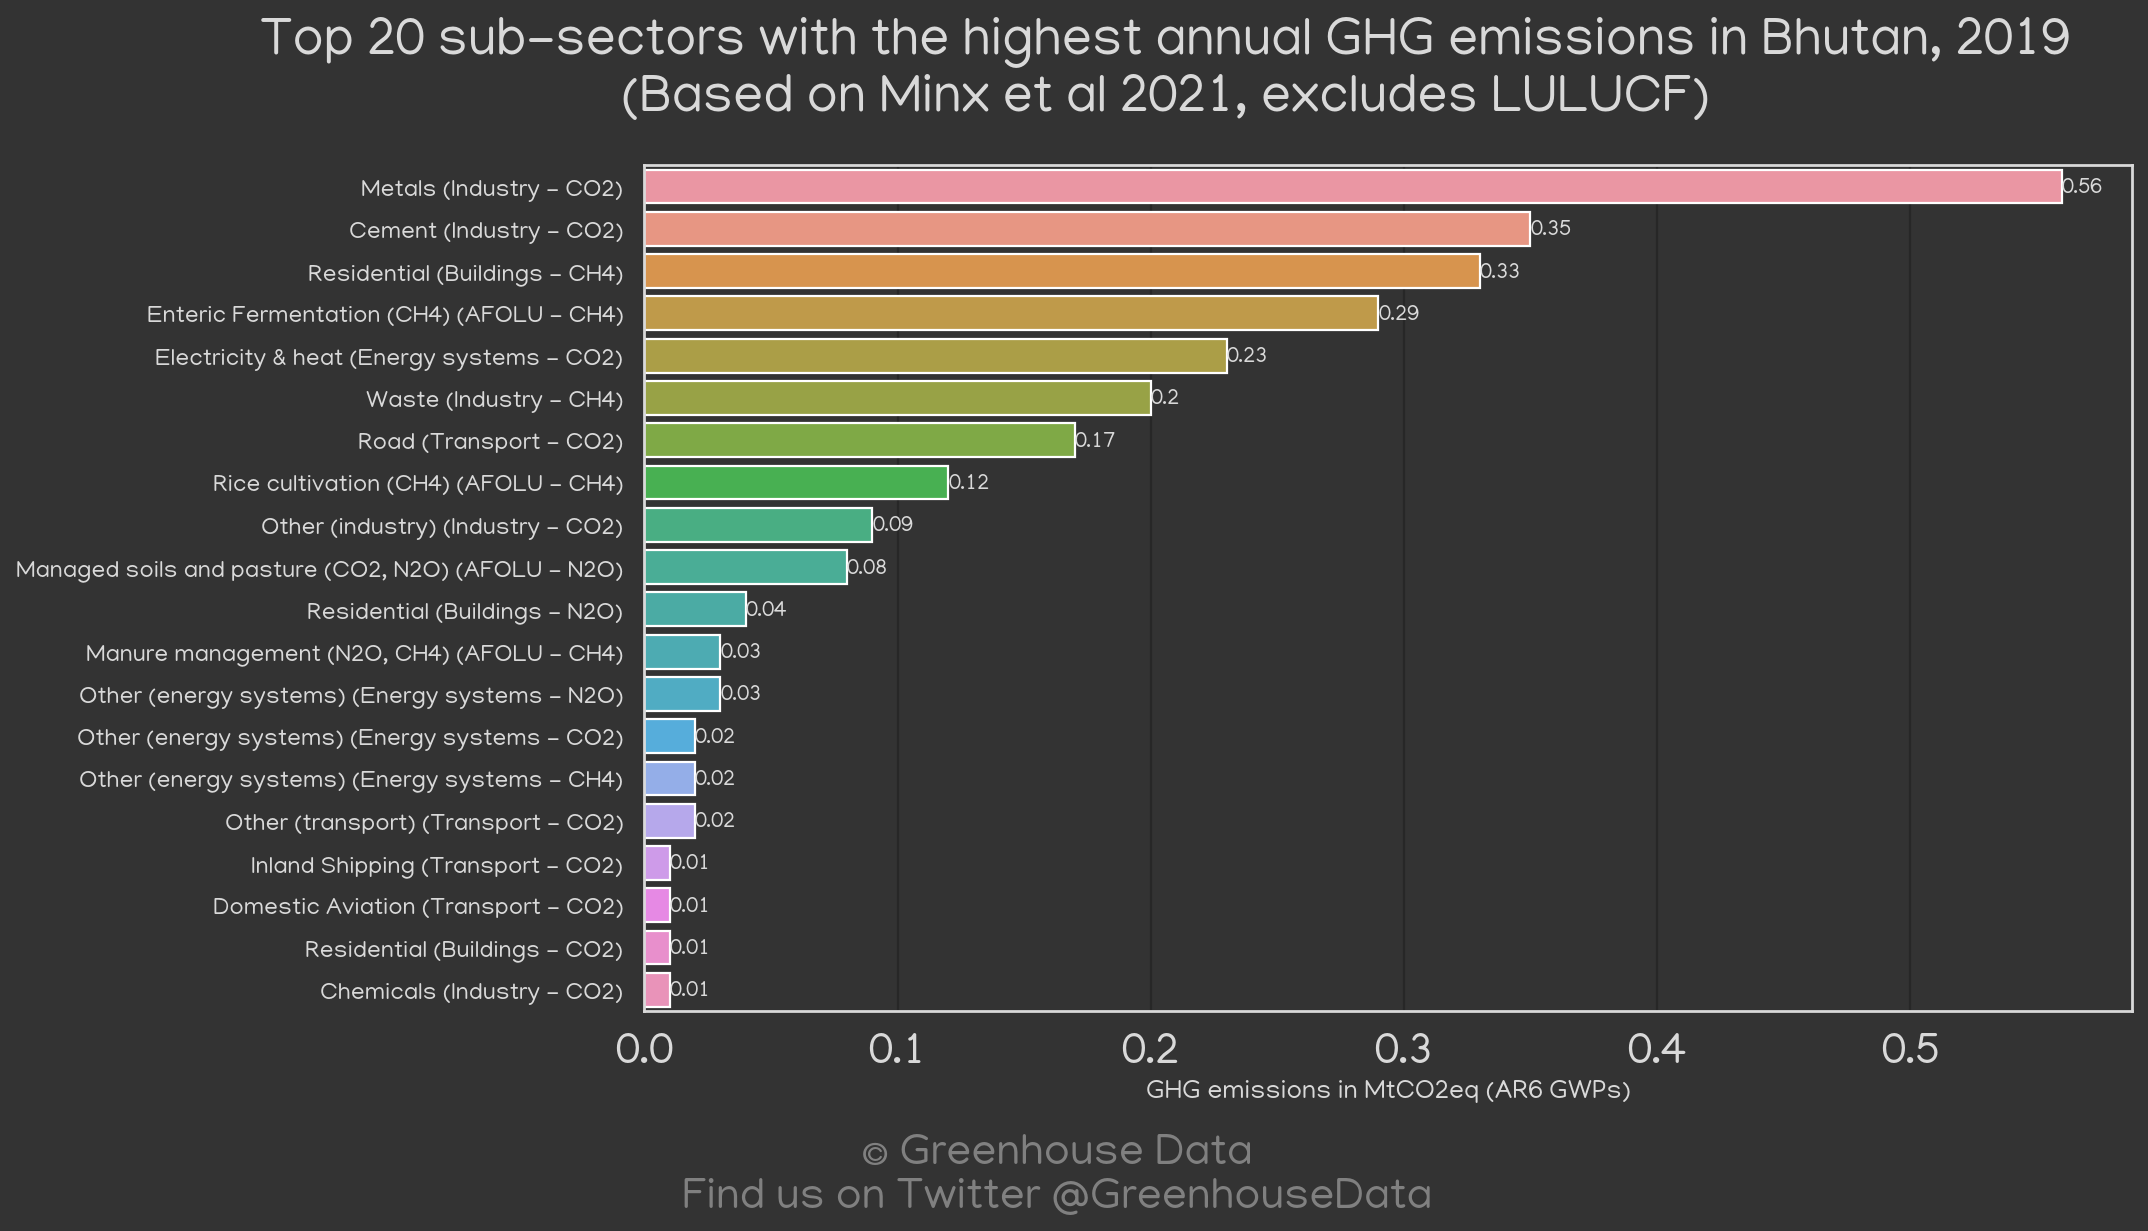 Top 20 sub-sectors with the highest annual GHG emissions in Bhutan, 2019
(Based on Minx et al 2021, excludes LULUCF)
Metals (Industry - CO2) 0.56
Cement (Industry - CO2) 0.35
Residential (Buildings - CH4) 0.33
Enteric Fermentation (CH4) (AFOLU - CH4) 0.29
Electricity & heat (Energy systems - CO2) 0.23
Waste (Industry - CH4) 0.2
Road (Transport - CO2) 0.17
Rice cultivation (CH4) (AFOLU - CH4) 0.12
Other (industry) (Industry - CO2) 0.09
Managed soils and pasture (CO2, N2O) (AFOLU - N2O) 0.08
Residential (Buildings - N2O) 0.04
Manure management (N2O, CH4) (AFOLU - CH4) 0.03
Other (energy systems) (Energy systems - N2O) 0.03
Other (energy systems) (Energy systems - CO2) 0.02
Other (energy systems) (Energy systems - CH4) 0.02
Other (transport) (Transport - CO2) 0.02
Inland Shipping (Transport - CO2) 0.01
Domestic Aviation (Transport - CO2) 0.01
Residential (Buildings - CO2) 0.01
Chemicals (Industry - CO2) 0.01
0.0 0.1 0.2 0.3 0.4 0.5
GHG emissions in MtCO2eq (AR6 GWPs)
© Greenhouse Data
Find us on Twitter @GreenhouseData